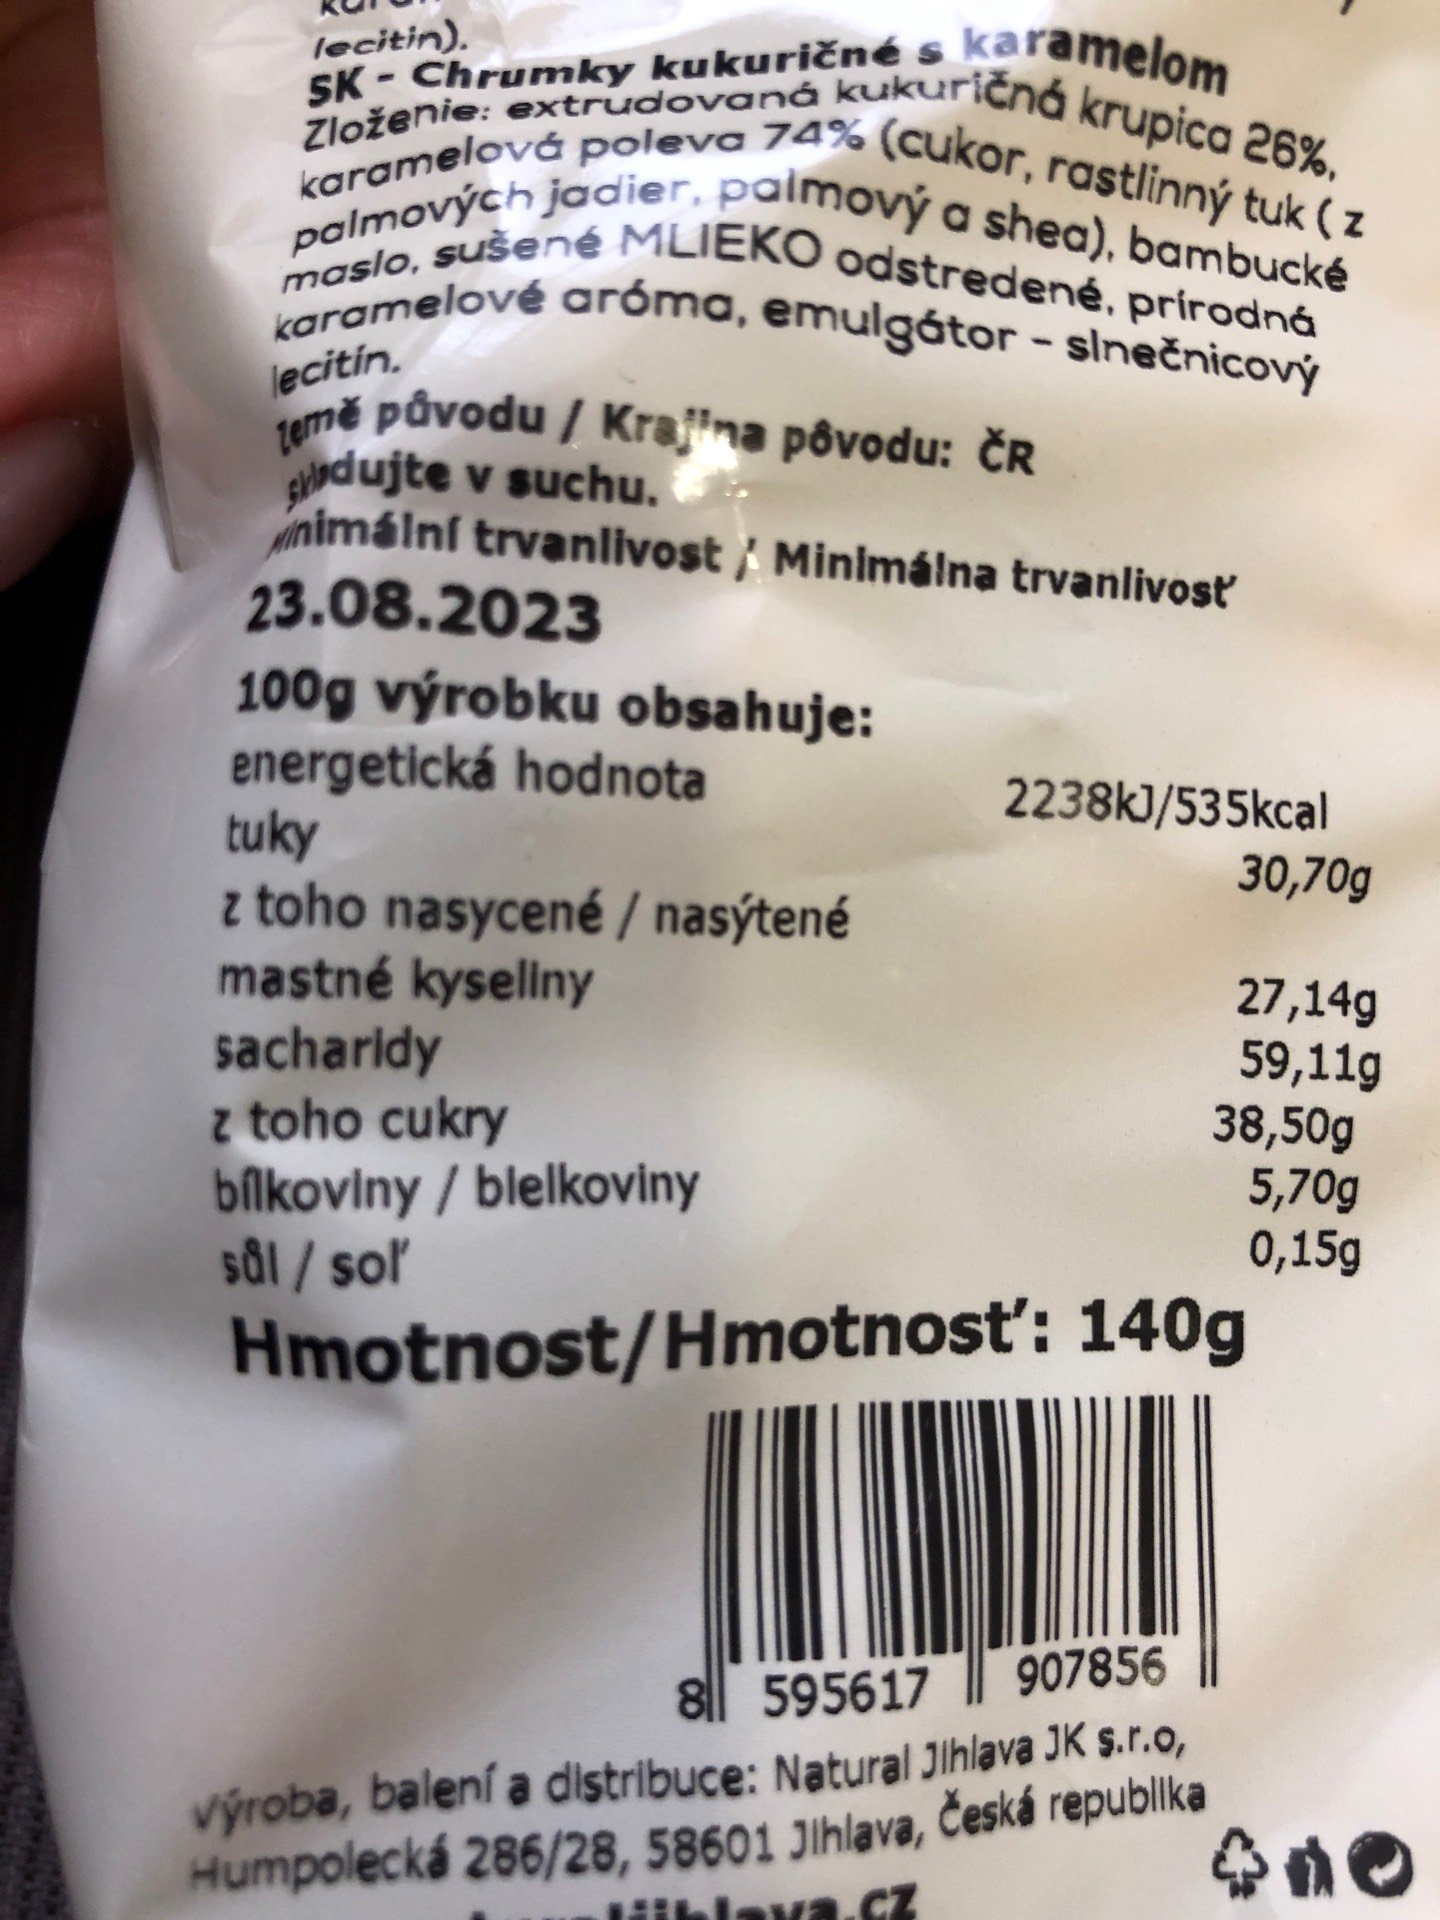 lecitin).
SK - Chrumky kukuričné s karamelom
Zloženie: extrudovaná kukuričná krupica 26%,
karamelová poleva 74% (cukor, rastlinný tuk ( z
palmových jadier, palmový a shea), bambucké
maslo, sušené MLIEKO odstredené, prírodná
karamelové aróma, emulgátor - slnečnicový
lecitín.
země původu / Krajina pôvodu: ČR
skladujte v suchu.
Minimální trvanlivost / Minimálna trvanlivosť
23.08.2023
100g výrobku obsahuje:
energetická hodnota 2238kJ/535kcal
tuky 30,70g
z toho nasycené / nasýtené
mastné kyseliny 27,14g
sacharidy 59,11g
z toho cukry 38,50g
bílkoviny / bielkoviny 5,70g
sůl / soľ 0,15g
Hmotnost/Hmotnosť: 140g
8 595617 907856
Výroba, balení a distribuce: Natural Jihlava JK s.r.o,
Humpolecká 286/28, 58601 Jihlava, Česká republika